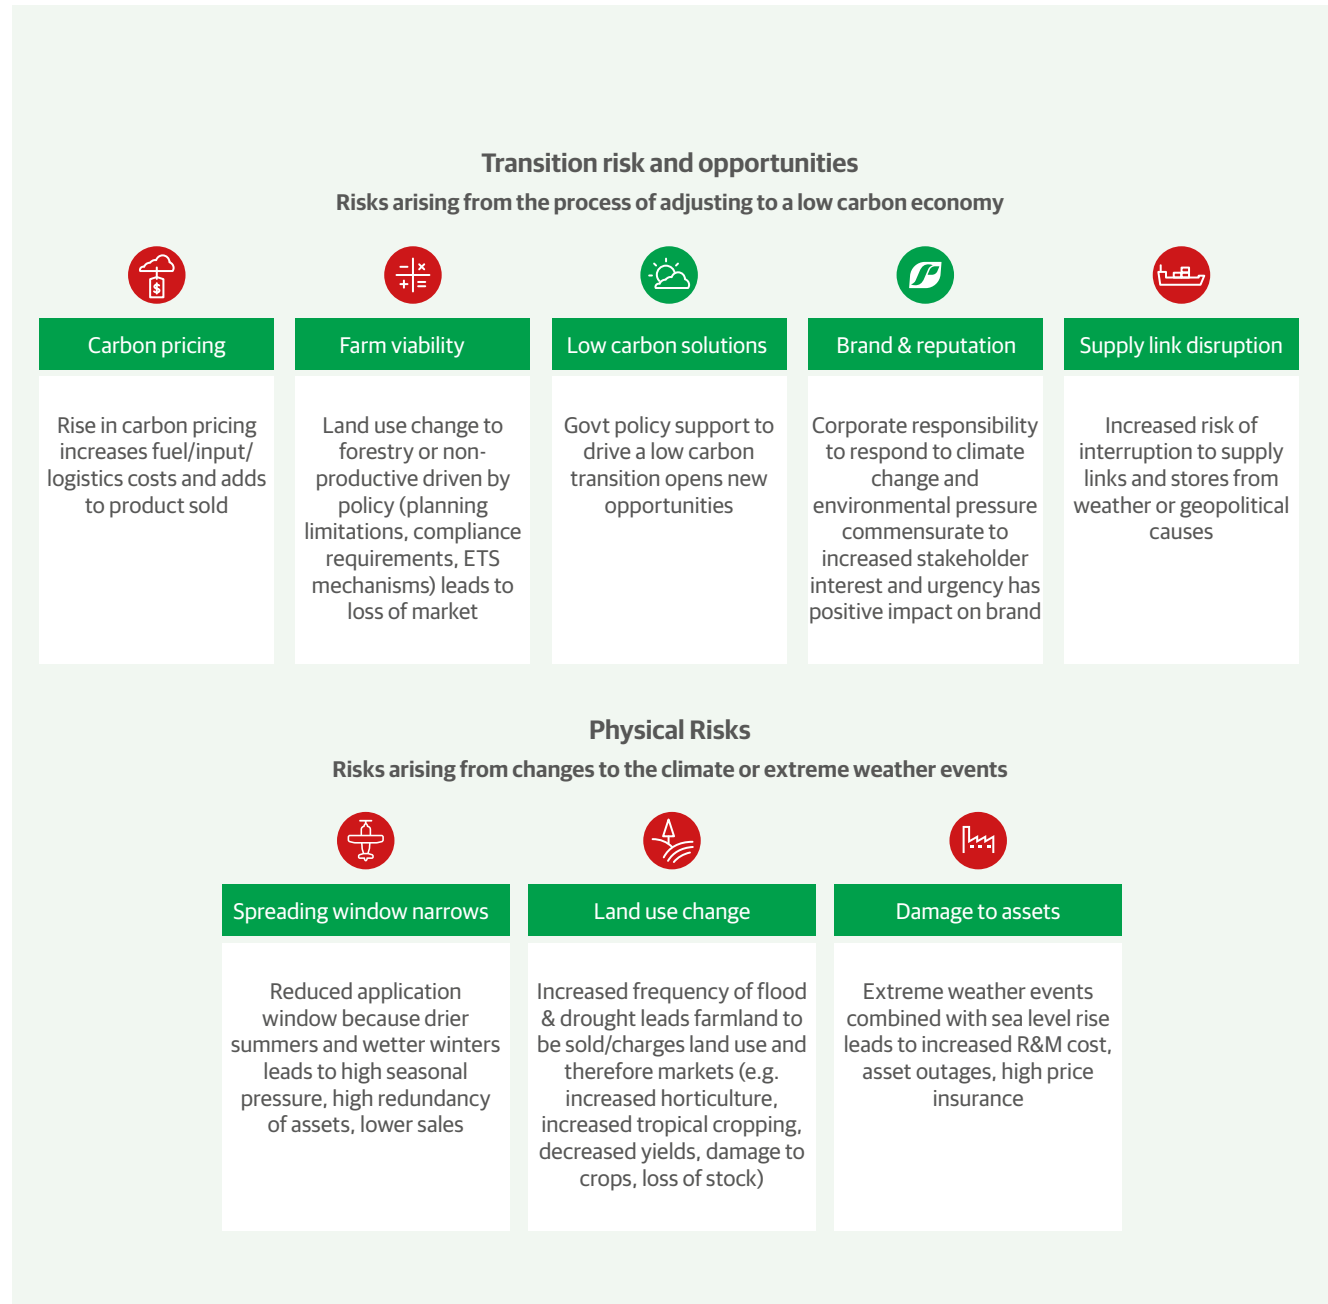 Transition risk and opportunities
Risks arising from the process of adjusting to a low carbon economy
$
Carbon pricing
Rise in carbon pricing
increases fuel/input/
logistics costs and adds
to product sold
Farm viability
Land use change to
forestry or non-
productive driven by
policy (planning
limitations, compliance
requirements, ETS
mechanisms) leads to
loss of market
Low carbon solutions
Govt policy support to
drive a low carbon
transition opens new
opportunities
Brand & reputation
Corporate responsibility
to respond to climate
change and
environmental pressure
commensurate to
increased stakeholder
interest and urgency has
positive impact on brand
Supply link disruption
Increased risk of
interruption to supply
links and stores from
weather or geopolitical
causes
Physical Risks
Risks arising from changes to the climate or extreme weather events
Spreading window narrows
Reduced application
window because drier
summers and wetter winters
leads to high seasonal
pressure, high redundancy
of assets, lower sales
Land use change
Increased frequency of flood
& drought leads farmland to
be sold/charges land use and
therefore markets (e.g.
increased horticulture,
increased tropical cropping,
decreased yields, damage to
crops, loss of stock)
Damage to assets
Extreme weather events
combined with sea level rise
leads to increased R&M cost,
asset outages, high price
insurance